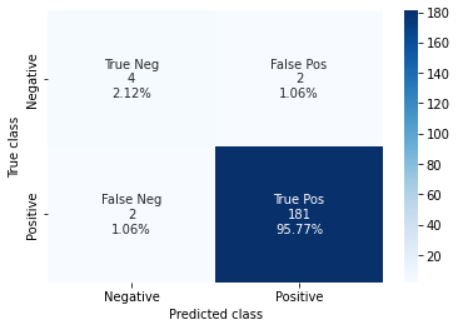 True Neg
4
2.12%
False Pos
2
1.06%
False Neg
2
1.06%
True Pos
181
95.77%
Negative
Positive
True class
Negative
Positive
Predicted class
180
160
140
120
100
80
60
40
20